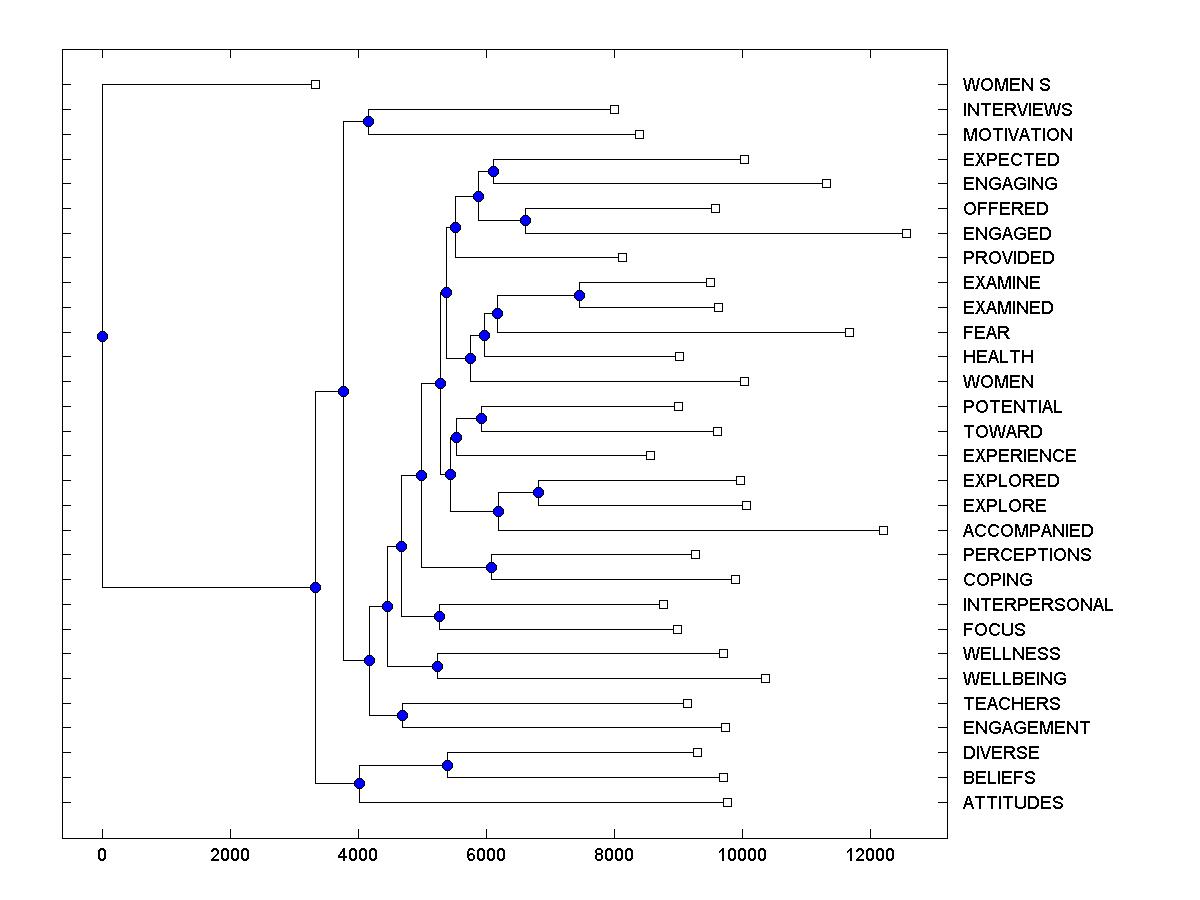 WOMEN S
INTERVIEWS
MOTIVATION
EXPECTED
ENGAGING
OFFERED
ENGAGED
PROVIDED
EXAMINE
EXAMINED
FEAR
HEALTH
WOMEN
POTENTIAL
TOWARD
EXPERIENCE
EXPLORED
EXPLORE
ACCOMPANIED
PERCEPTIONS
COPING
INTERPERSONAL
FOCUS
WELLNESS
WELLBEING
TEACHERS
ENGAGEMENT
DIVERSE
BELIEFS
ATTITUDES
0 2000 4000 6000 8000 10000 12000